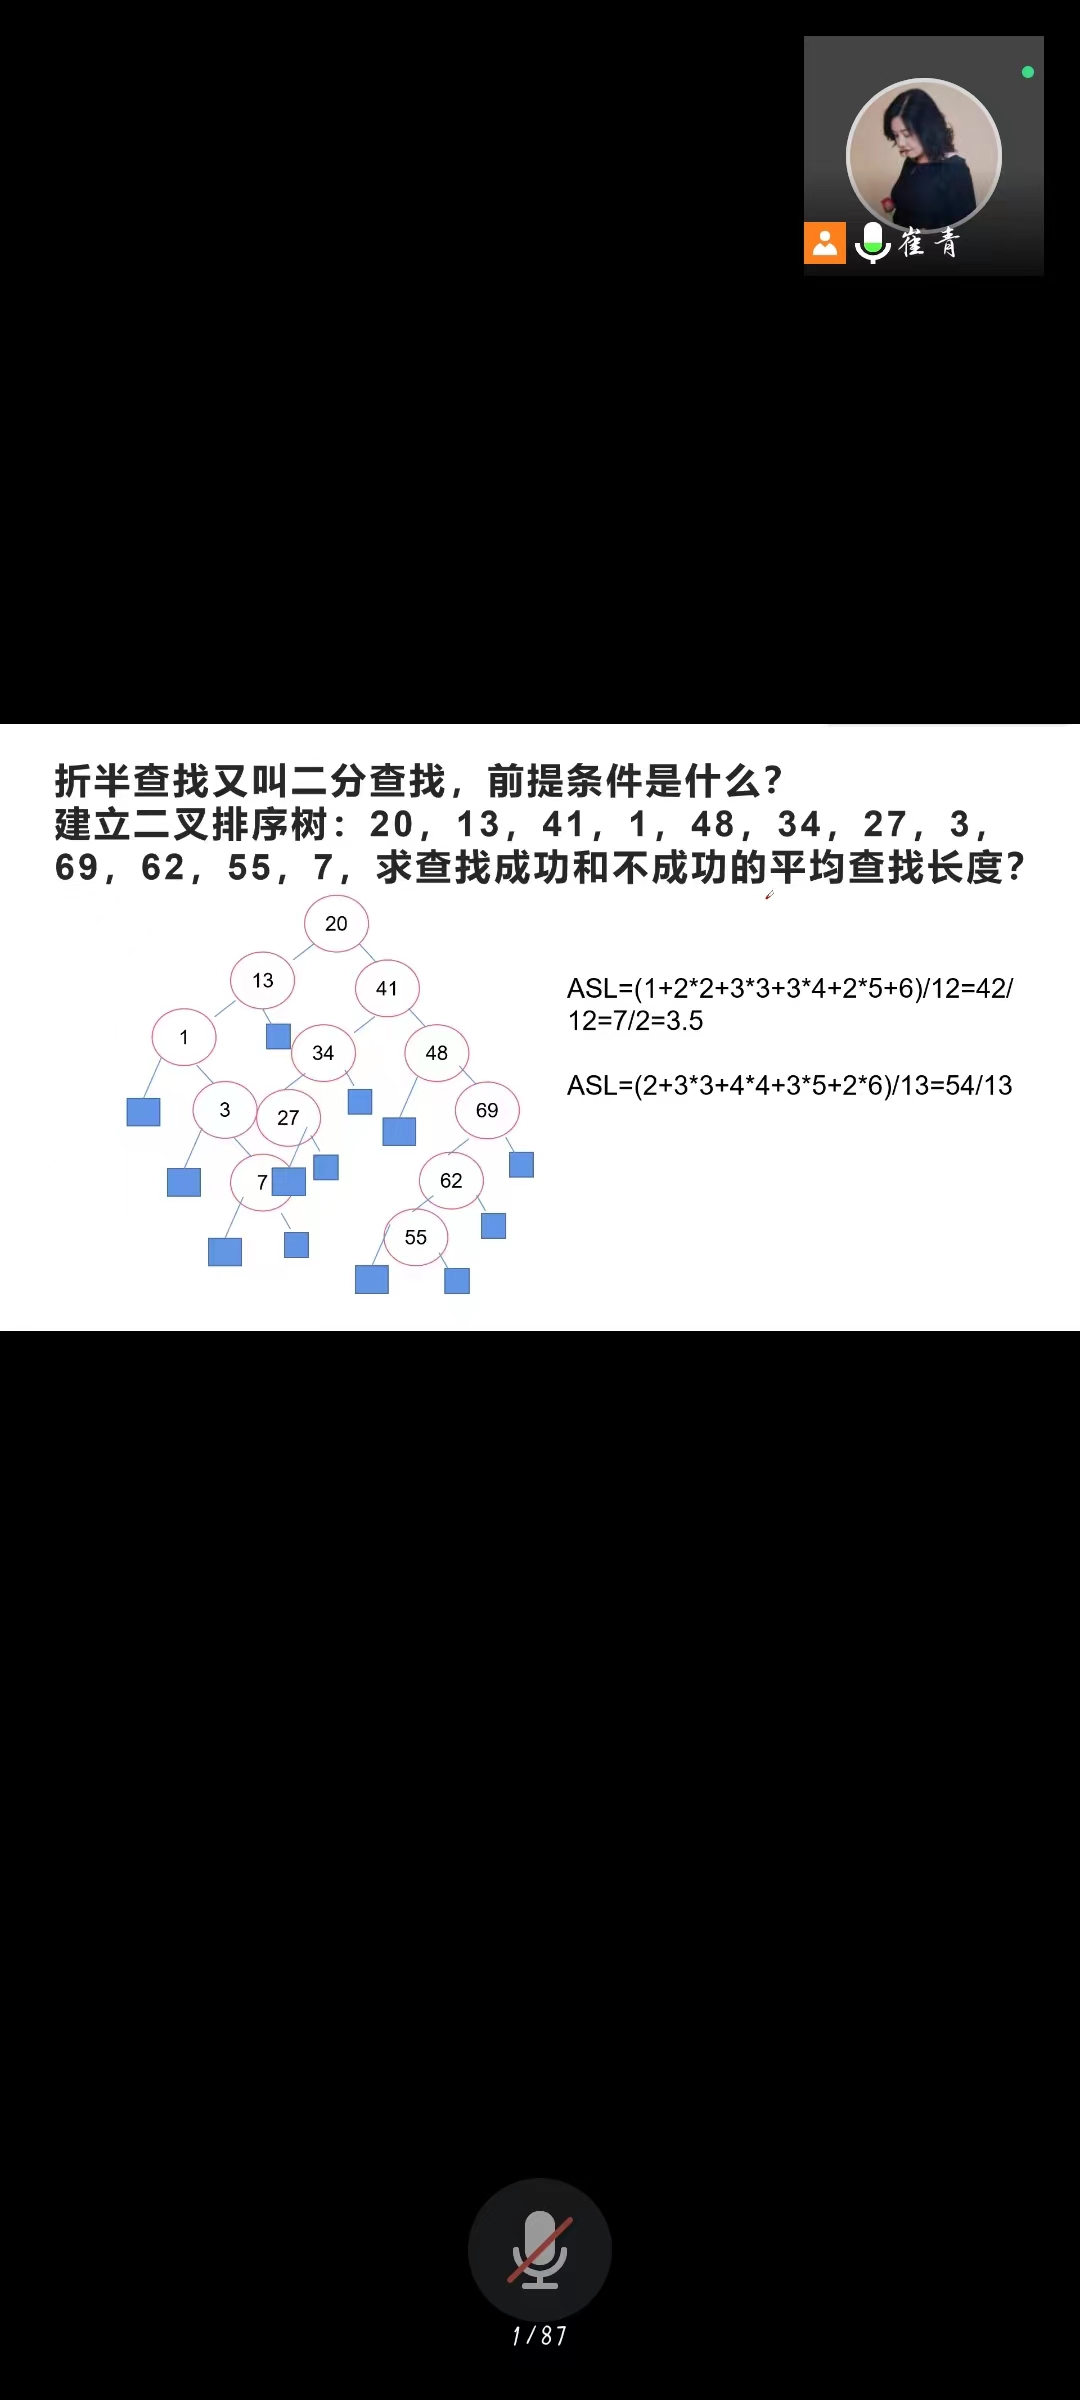 崔青
折半查找又叫二分查找，前提条件是什么？
建立二叉排序树：20，13，41，1，48，34，27，3，
69，62，55，7，求查找成功和不成功的平均查找长度？
20
13
41
1
34
48
3
27
69
7
62
55
ASL=(1+2*2+3*3+3*4+2*5+6)/12=42/
12=7/2=3.5
ASL=(2+3*3+4*4+3*5+2*6)/13=54/13
1/87